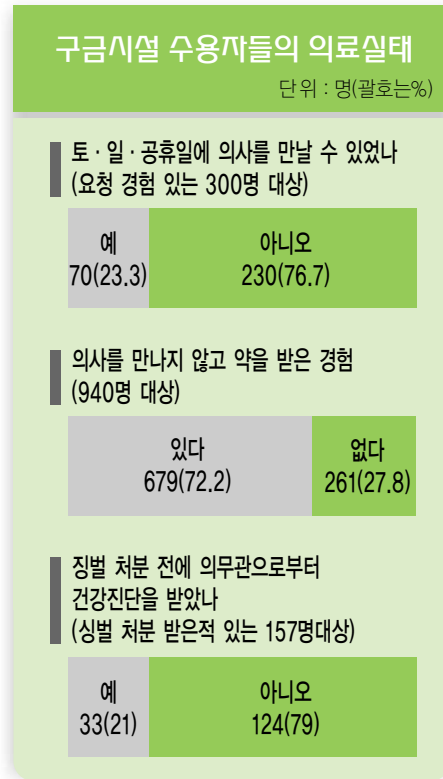 구금시설 수용자들의 의료실태
단위 : 명(괄호는%)
토 · 일 · 공휴일에 의사를 만날 수 있었나
(요청 경험 있는 300명 대상)
예 아니오
70(23.3) 230(76.7)
의사를 만나지 않고 약을 받은 경험
(940명 대상)
있다 없다
679(72.2) 261(27.8)
징벌 처분 전에 의무관으로부터
건강진단을 받았나
(싱벌 처분 받은적 있는 157명대상)
예 아니오
33(21) 124(79)